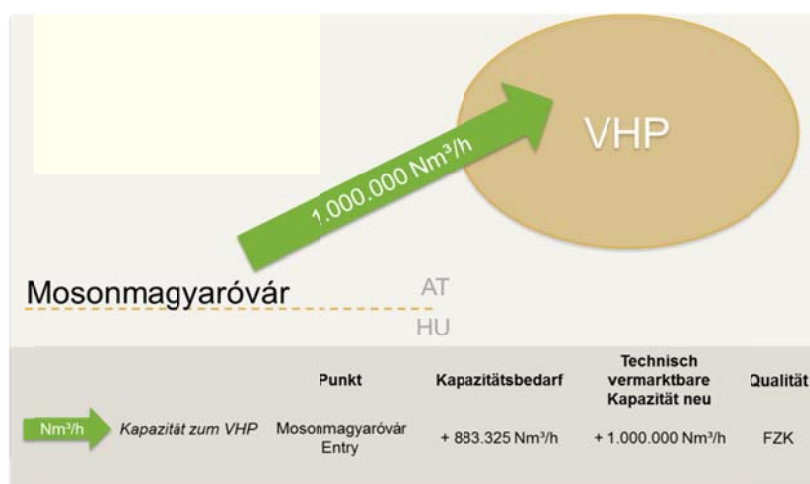 VHP
1.000.000 Nm³/h
Mosonmagyaróvár
AT
HU
Punkt
Kapazitätsbedarf
Technisch
vermarktbare
Kapazität neu
Qualität
Nm³/h
Kapazität zum VHP
Mosonmagyaróvár
Entry
+ 883.325 Nm³/h
+ 1.000.000 Nm³/h
FZK